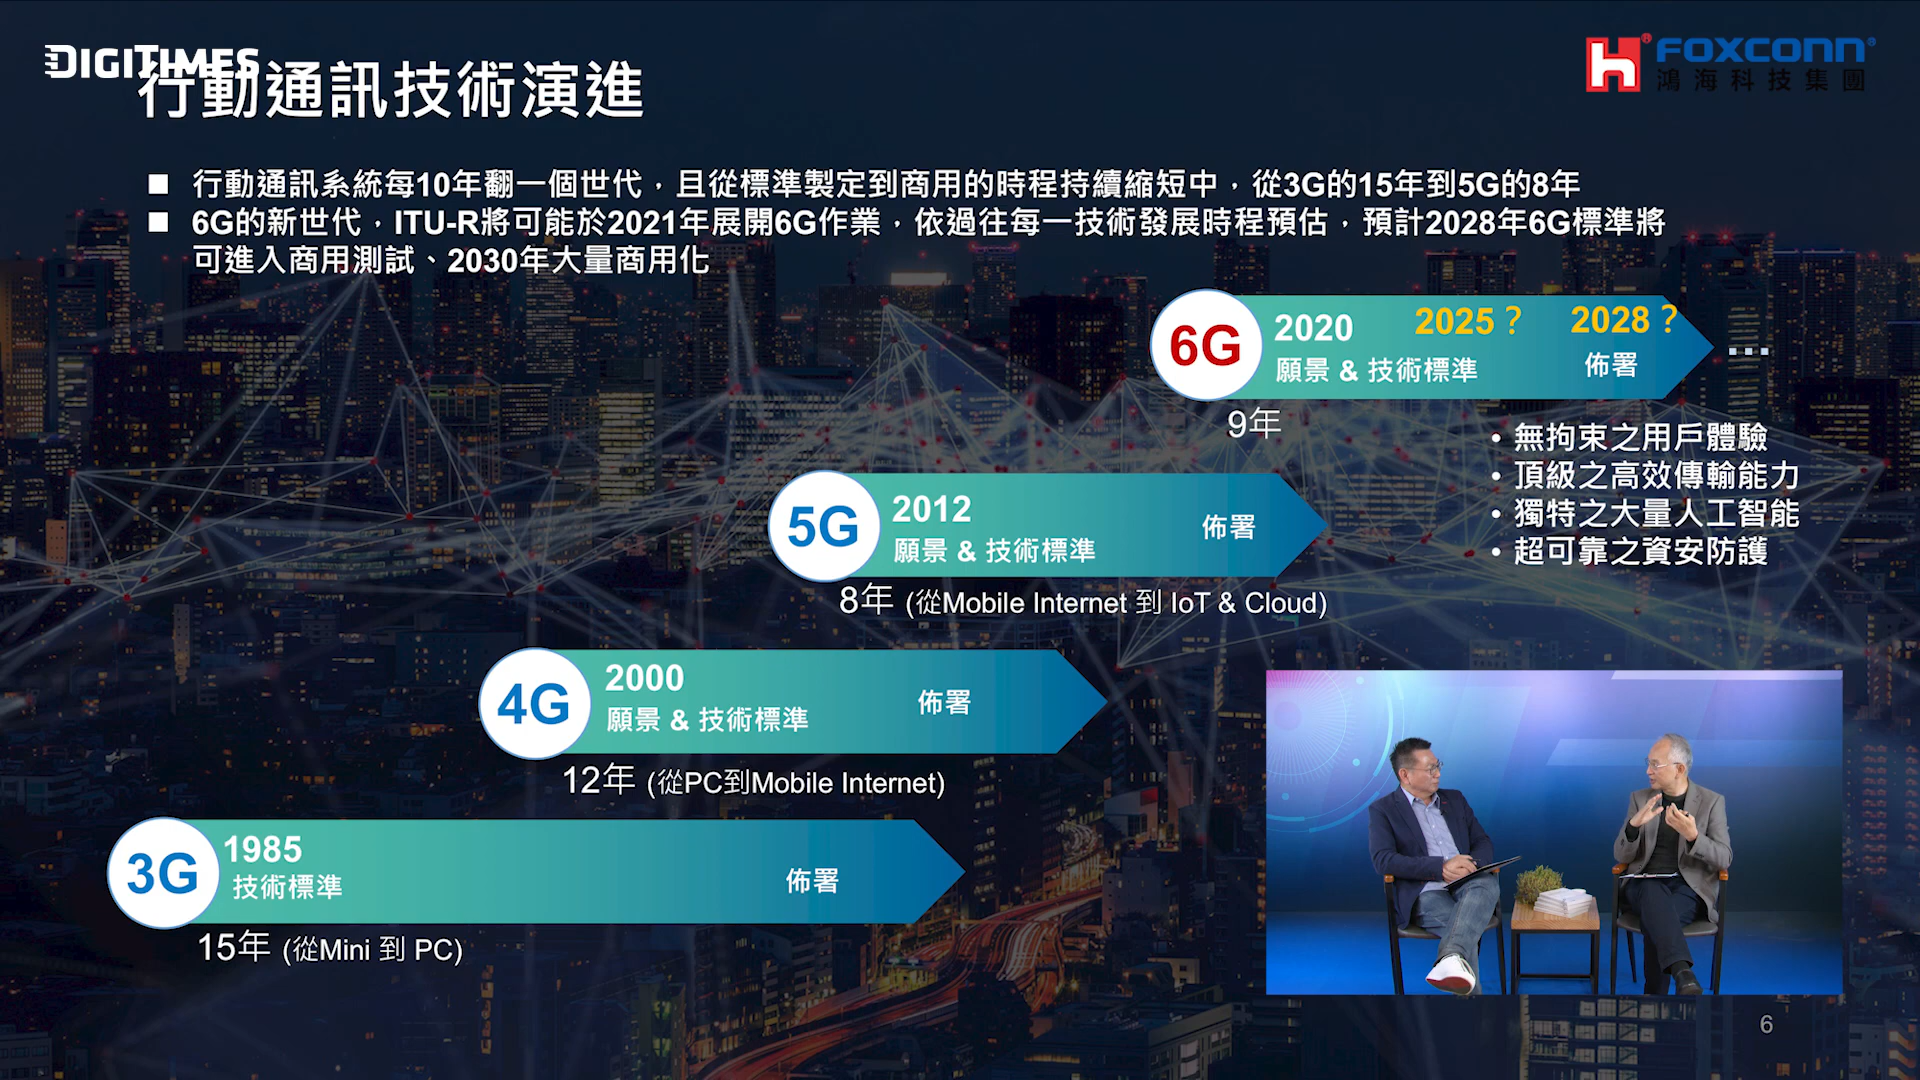 DIGITIMES
行動通訊技術演進
FOXCONN®
鴻海科技集團
■ 行動通訊系統每10年翻一個世代，且從標準製定到商用的時程持續縮短中，從3G的15年到5G的8年
■ 6G的新世代，ITU-R將可能於2021年展開6G作業，依過往每一技術發展時程預估，預計2028年6G標準將
可進入商用測試、2030年大量商用化
6G
2020 2025？ 2028？
願景 & 技術標準 佈署 ...
9年
• 無拘束之用戶體驗
• 頂級之高效傳輸能力
• 獨特之大量人工智能
• 超可靠之資安防護
5G
2012
願景 & 技術標準 佈署
8年 (從Mobile Internet 到 IoT & Cloud)
4G
2000
願景 & 技術標準 佈署
12年 (從PC到Mobile Internet)
3G
1985
技術標準 佈署
15年 (從Mini 到 PC)
6